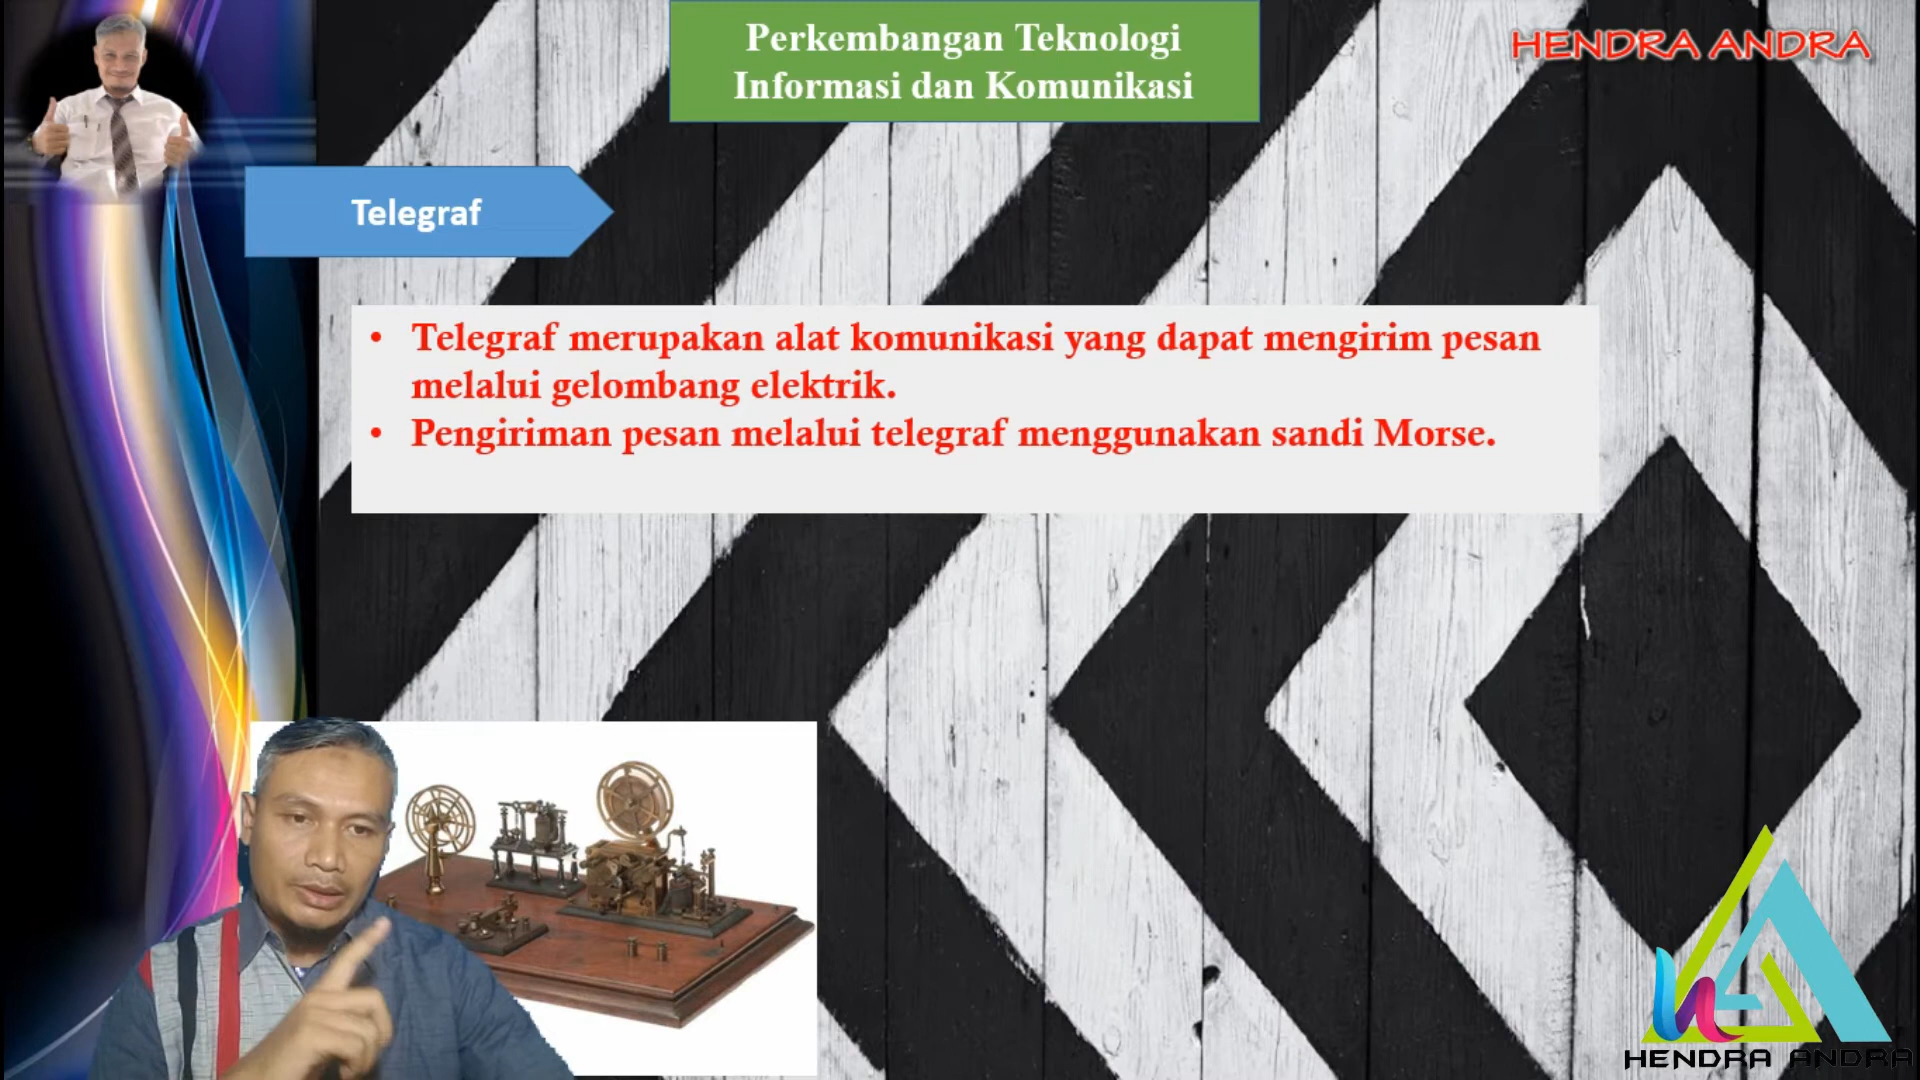 Perkembangan Teknologi
Informasi dan Komunikasi
HENDRA ANDRA
Telegraf
• Telegraf merupakan alat komunikasi yang dapat mengirim pesan
melalui gelombang elektrik.
• Pengiriman pesan melalui telegraf menggunakan sandi Morse.
HENDRA ANDRA